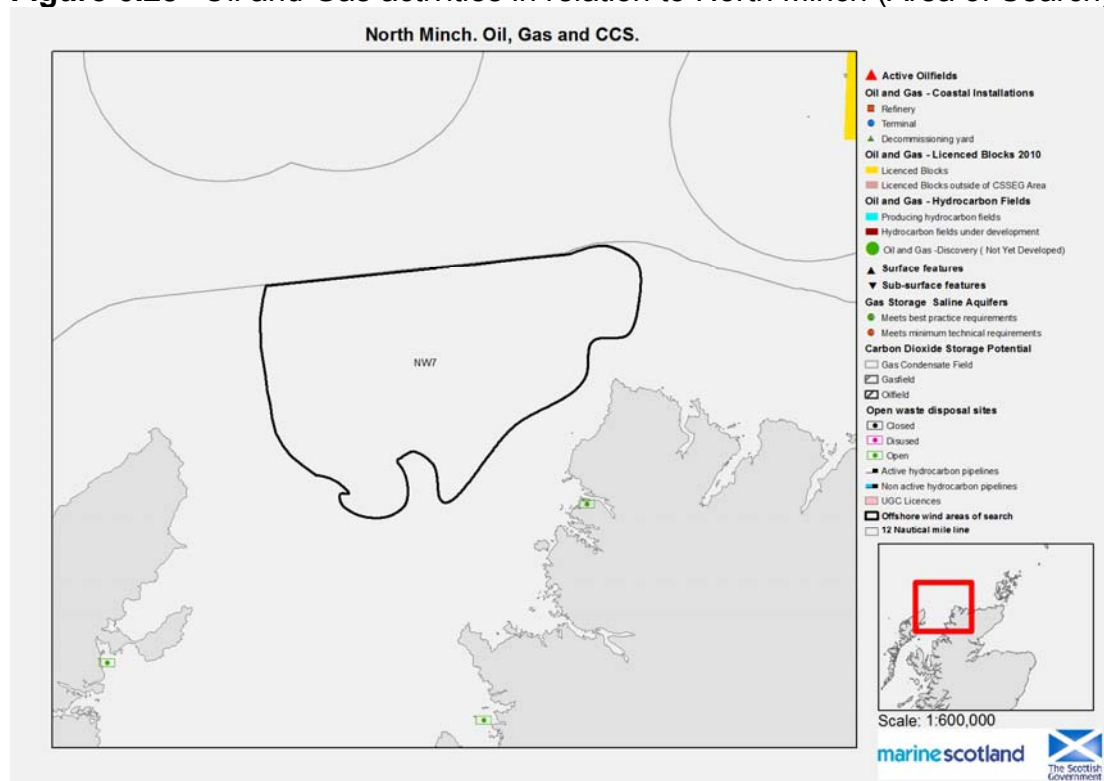 Oil and Gas activities in relation to North Minch (Area of Search)
North Minch. Oil, Gas and CCS.
NW7
Active Oilfields
Oil and Gas - Coastal Installations
Refinery
Terminal
Decommissioning yard
Oil and Gas - Licenced Blocks 2010
Licenced Blocks
Licenced Blocks outside of CSSEG Area
Oil and Gas - Hydrocarbon Fields
Producing hydrocarbon fields
Hydrocarbon fields under development
Oil and Gas -Discovery ( Not Yet Developed)
Surface features
Sub-surface features
Gas Storage Saline Aquifers
Meets best practice requirements
Meets minimum technical requirements
Carbon Dioxide Storage Potential
Gas Condensate Field
Gasfield
Oilfield
Open waste disposal sites
Closed
Disused
Open
Active hydrocarbon pipelines
Non active hydrocarbon pipelines
UGC Licences
Offshore wind areas of search
12 Nautical mile line
Scale: 1:600,000
marinescotland
The Scottish
Government